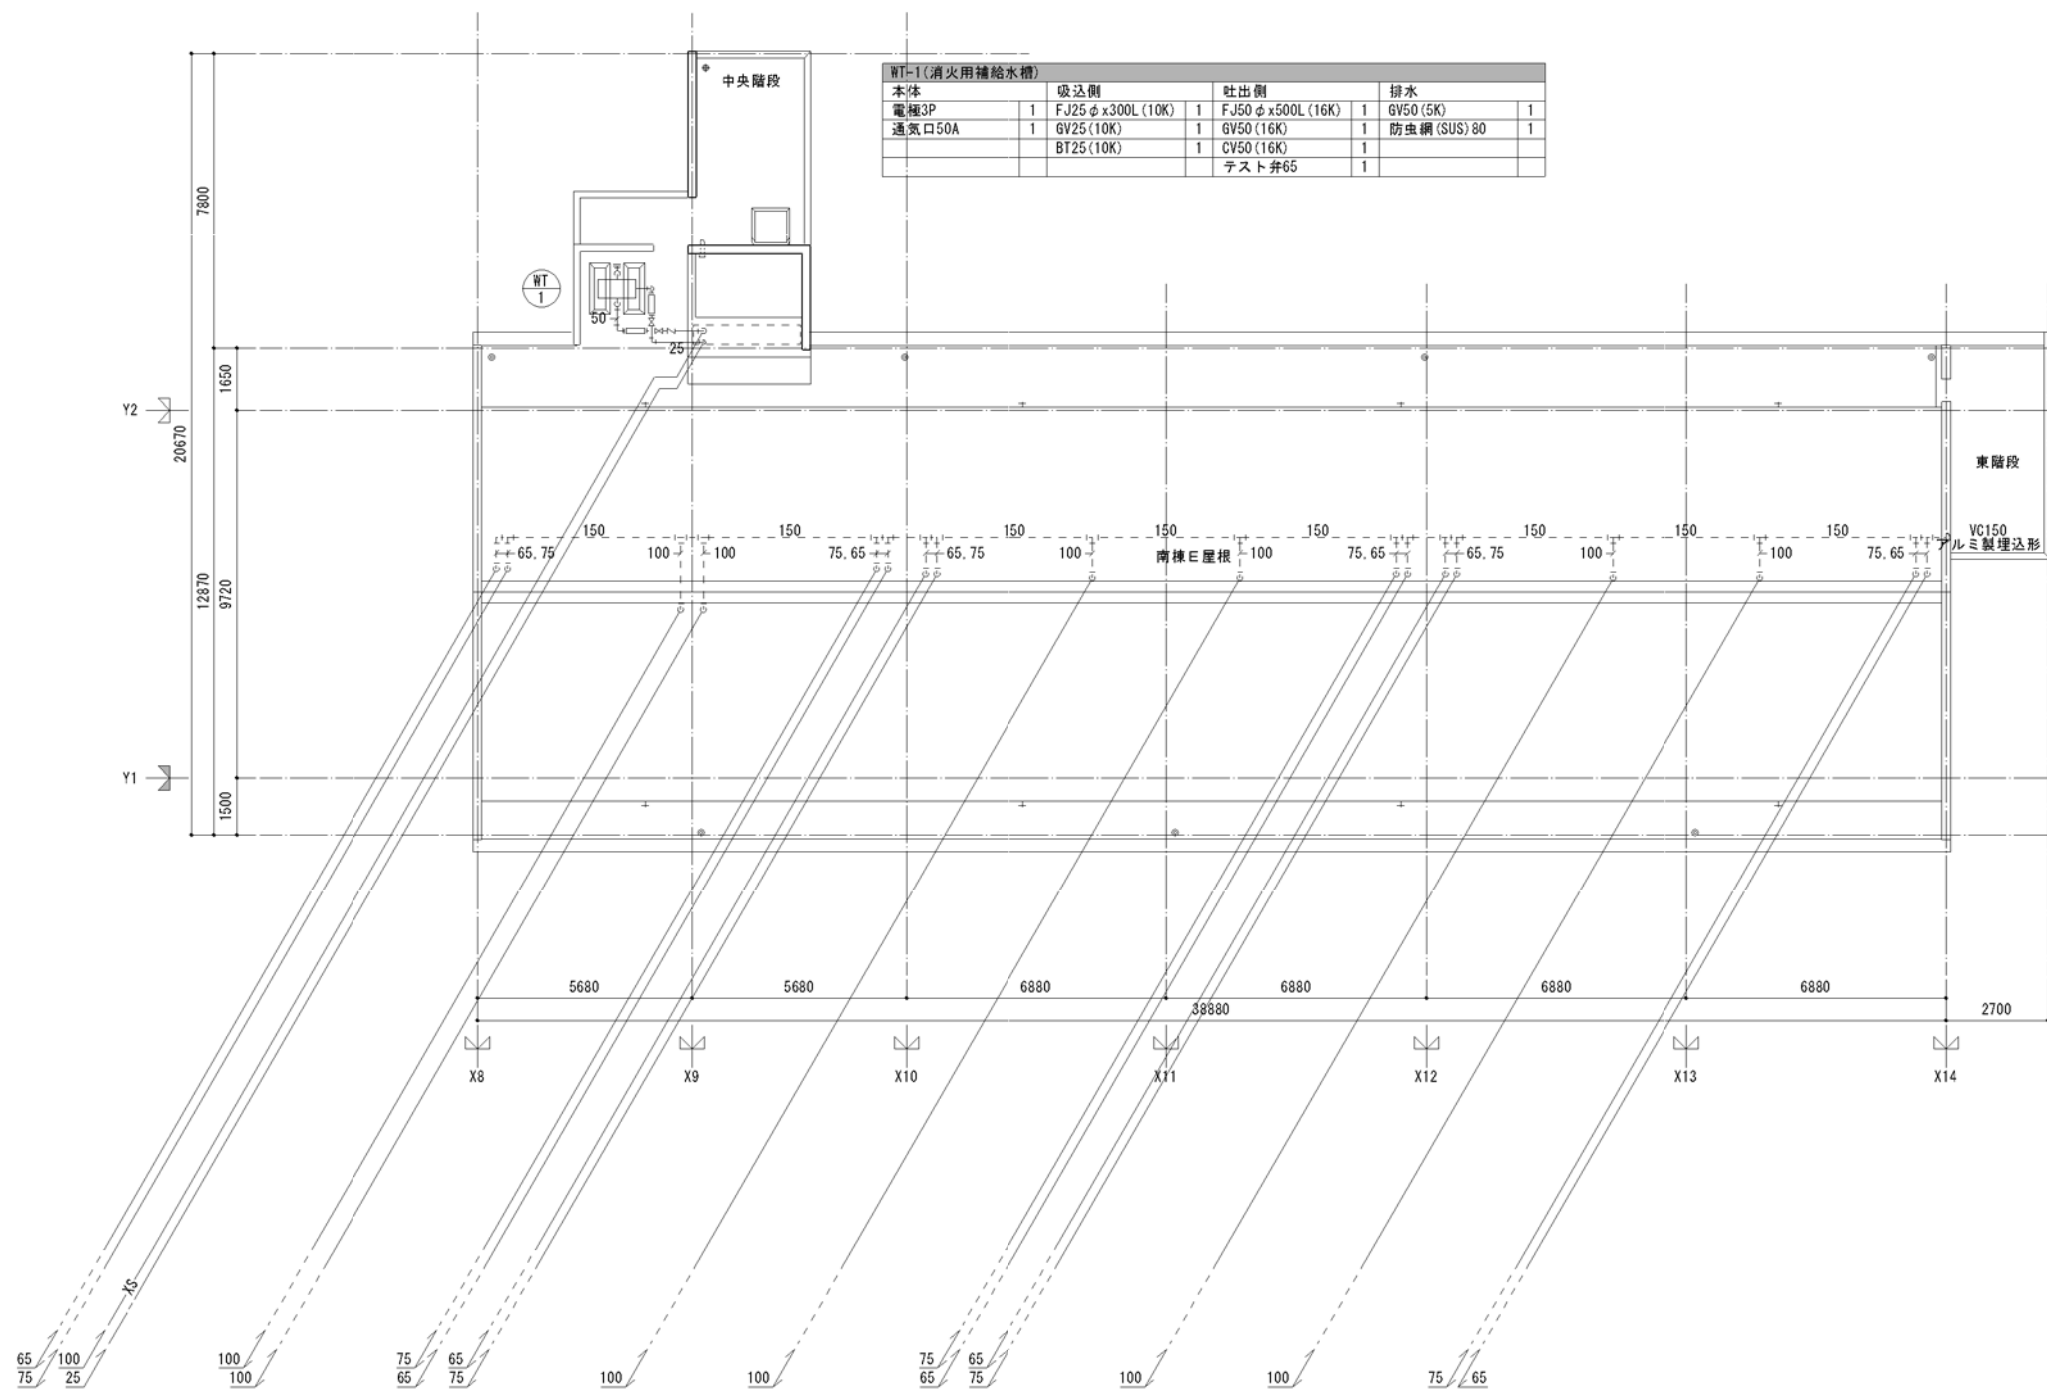 中央階段
WT-1(消火用補給水槽)
本体 吸込側 吐出側 排水
電極3P 1 FJ25φx300L(10K) 1 FJ50φx500L(16K) 1 GV50(5K) 1
通気口50A 1 GV25(10K) 1 GV50(16K) 1 防虫網(SUS)80 1
BT25(10K) 1 CV50(16K) 1
テスト弁65 1
7800
WT
1
50
25
1650
Y2
20670
東階段
150 150 150 150 150 150 150 150 VC150
アルミ製埋込形
65,75 100 100 75,65 65,75 100 南棟E屋根 100 75,65 65,75 100 100 75,65
12870
9720
Y1
1500
5680 5680 6880 6880 6880 6880
38880 2700
X8 X9 X10 X11 X12 X13 X14
XS
65 100 100 75 65 100 100 75 65 100 100 75 65
75 25 100 65 75 65 75